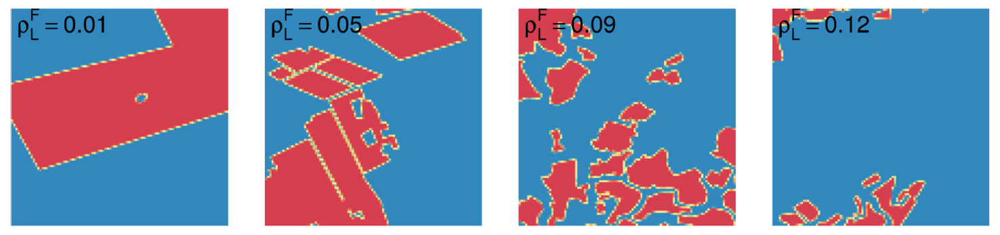 ρ_L^F = 0.01
ρ_L^F = 0.05
ρ_L^F = 0.09
ρ_L^F = 0.12